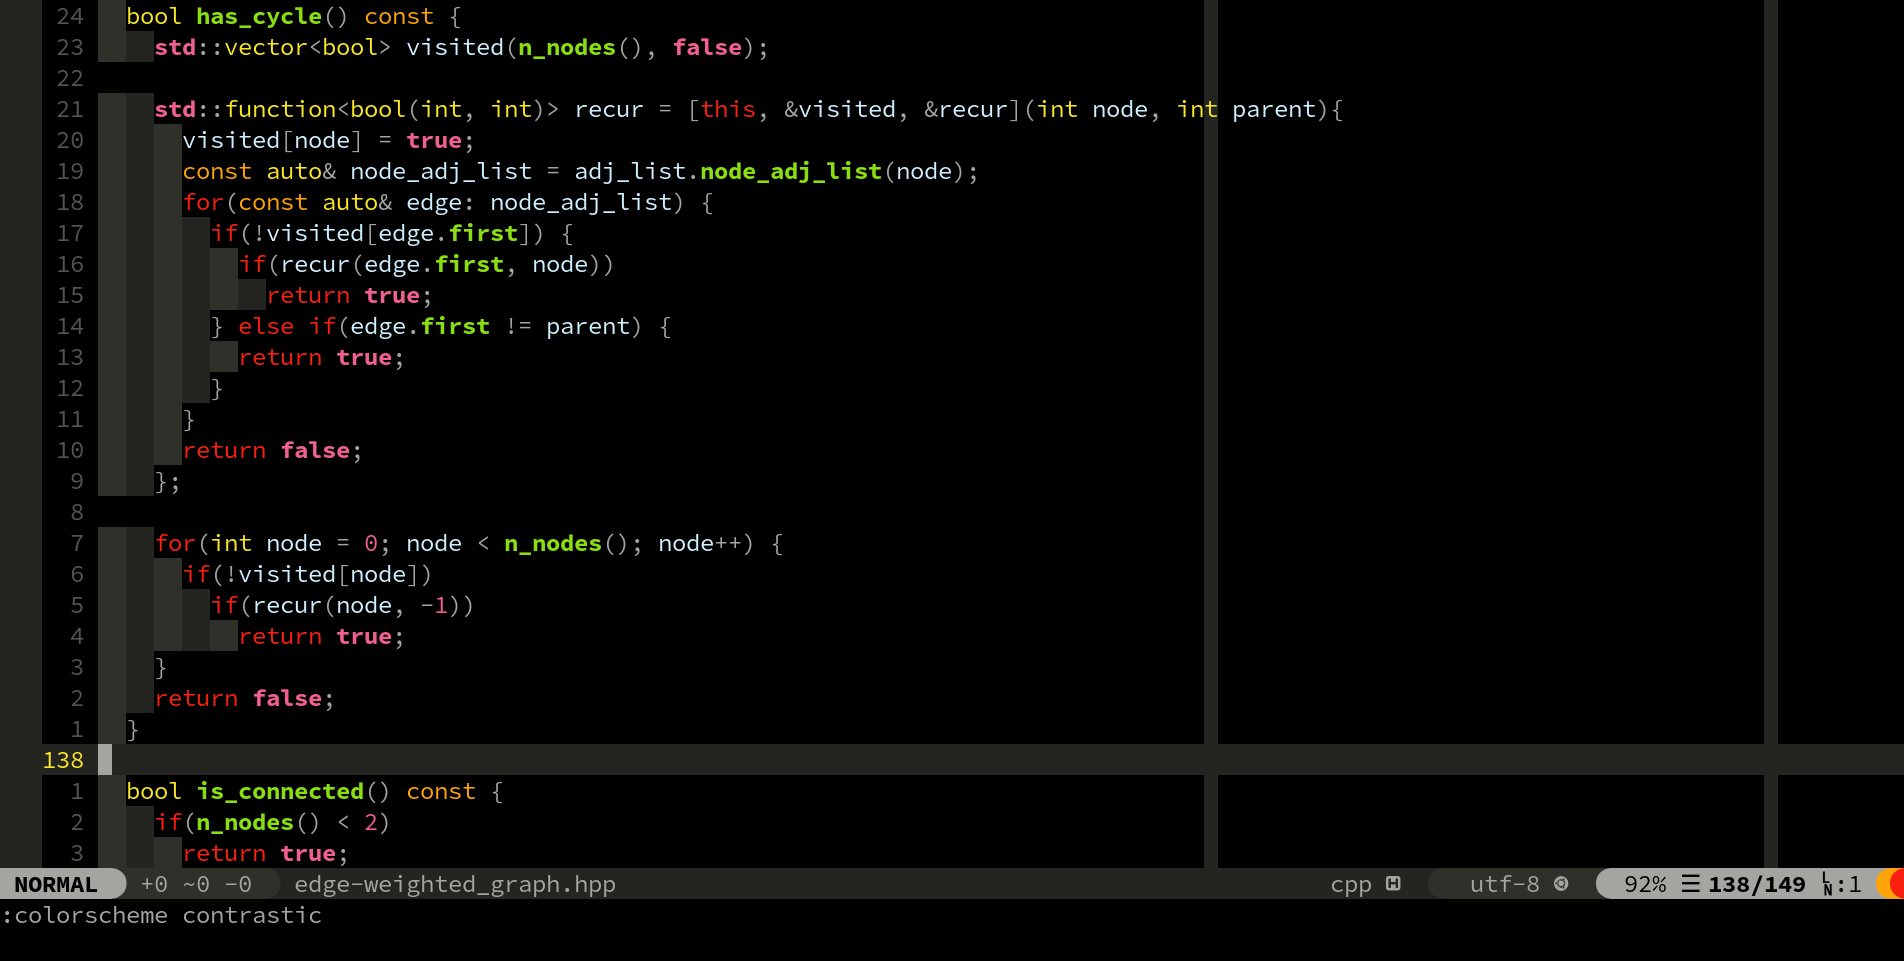 24 bool has_cycle() const {
23 std::vector<bool> visited(n_nodes(), false);
22
21 std::function<bool(int, int)> recur = [this, &visited, &recur](int node, int parent){
20 visited[node] = true;
19 const auto& node_adj_list = adj_list.node_adj_list(node);
18 for(const auto& edge: node_adj_list) {
17 if(!visited[edge.first]) {
16 if(recur(edge.first, node))
15 return true;
14 } else if(edge.first != parent) {
13 return true;
12 }
11 }
10 return false;
9 };
8
7 for(int node = 0; node < n_nodes(); node++) {
6 if(!visited[node])
5 if(recur(node, -1))
4 return true;
3 }
2 return false;
1 }
138
1 bool is_connected() const {
2 if(n_nodes() < 2)
3 return true;
NORMAL +0 ~0 -0 edge-weighted_graph.hpp cpp utf-8 92% ☰ 138/149 LN:1
:colorscheme contrastic